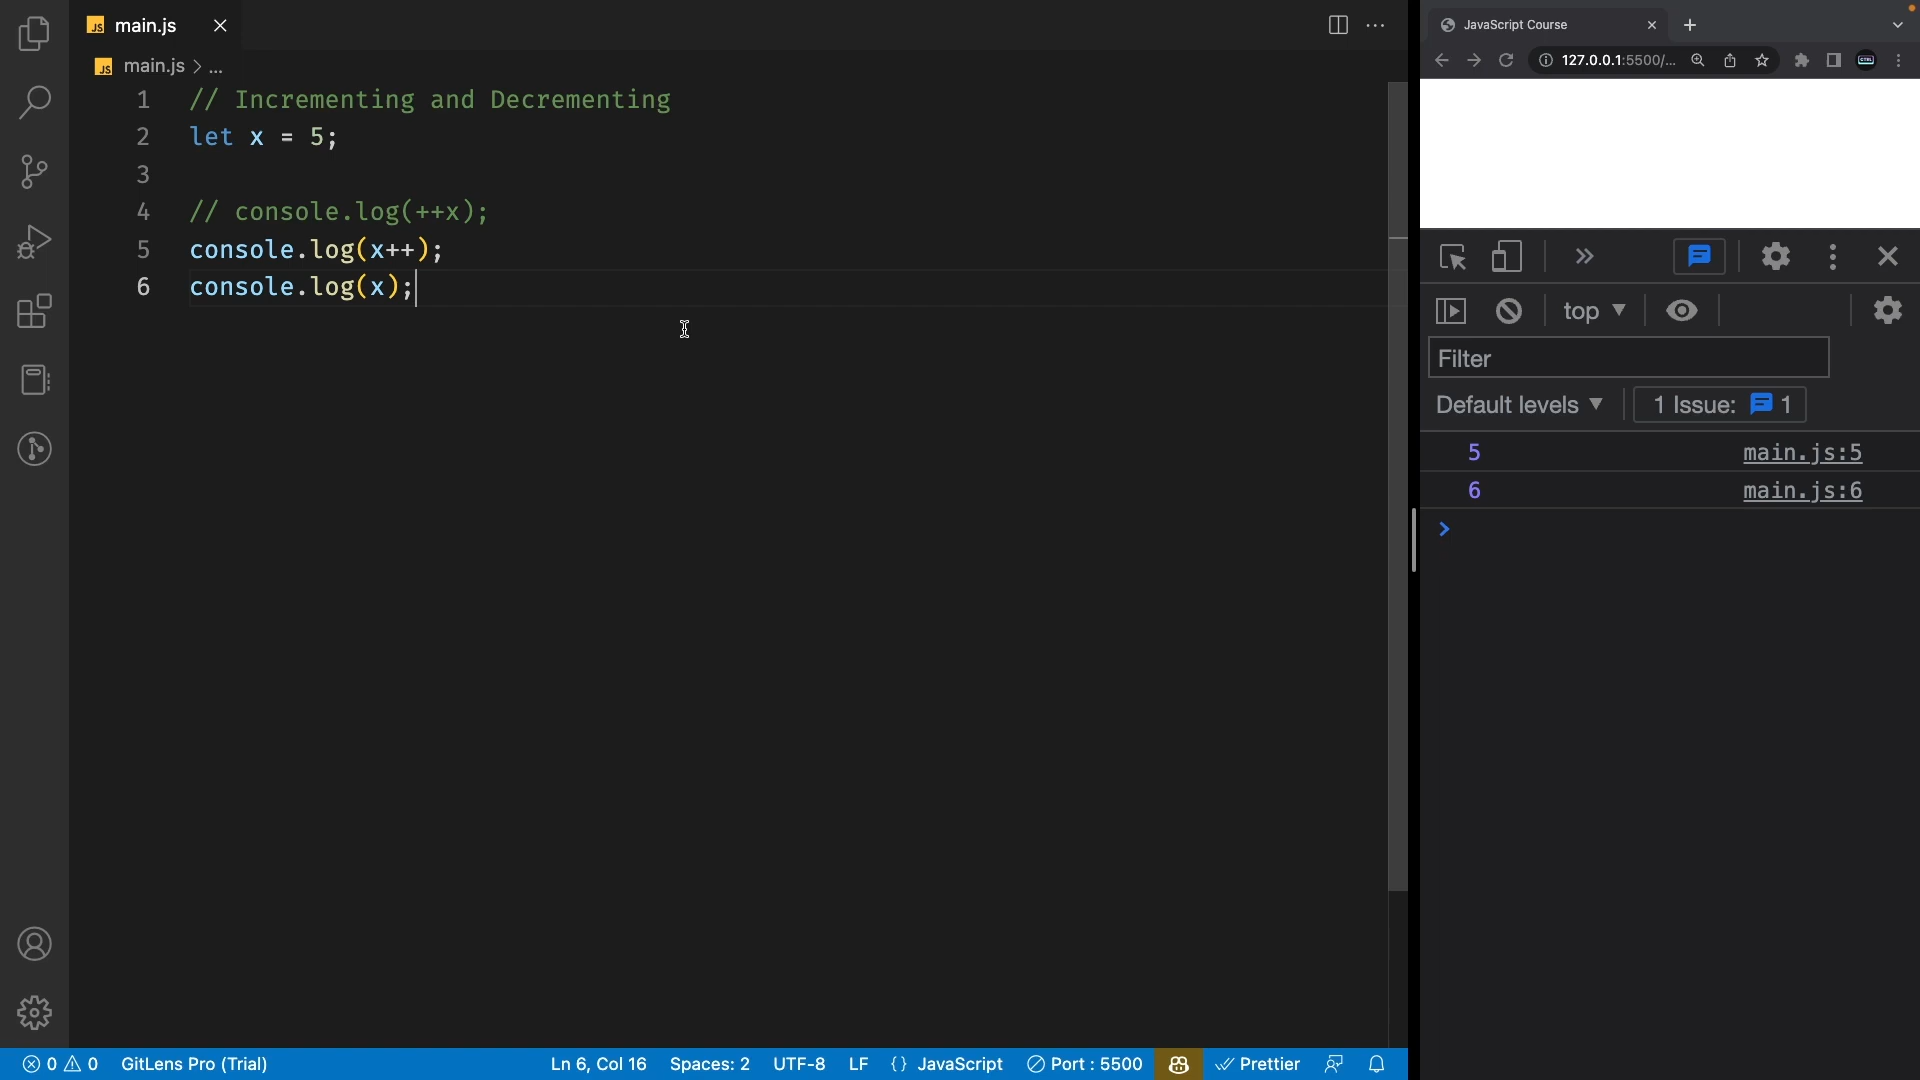 main.js
main.js > ...
1 // Incrementing and Decrementing
2 let x = 5;
3
4 // console.log(++x);
5 console.log(x++);
6 console.log(x);
0 0 GitLens Pro (Trial) Ln 6, Col 16 Spaces: 2 UTF-8 LF {} JavaScript Port : 5500 Prettier
JavaScript Course
127.0.0.1:5500/...
top
Filter
Default levels 1 Issue: 1
5 main.js:5
6 main.js:6